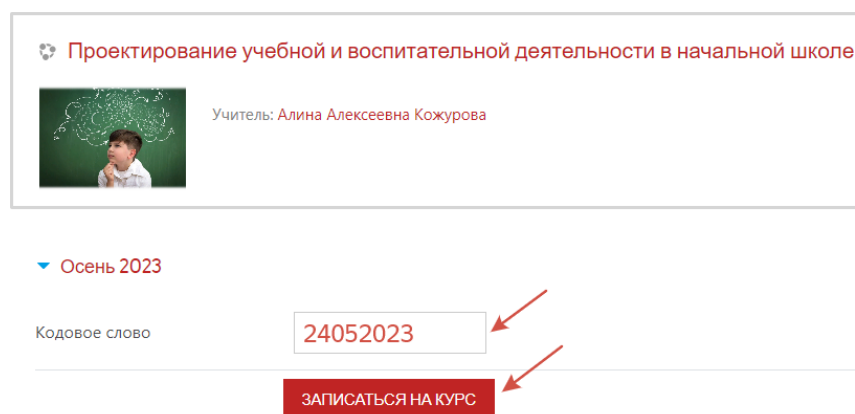 Проектирование учебной и воспитательной деятельности в начальной школе
Учитель: Алина Алексеевна Кожурова
Осень 2023
Кодовое слово 24052023
ЗАПИСАТЬСЯ НА КУРС